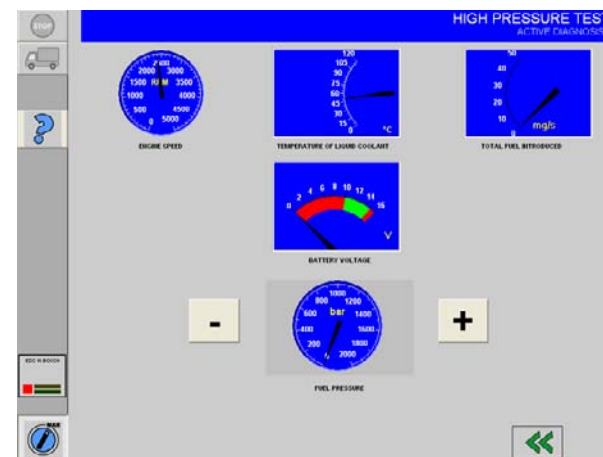 STOP
HIGH PRESSURE TES
ACTIVE DIAGNOSIS
2500
2000 3000
1500 RPM 3500
1000 4000
500 4500
0 5000
ENGINE SPEED
120
105
90
75
60
45
30
15
0 °C
TEMPERATURE OF LIQUID COOLANT
50
40
30
20
10
0 mg/s
TOTAL FUEL INTRODUCED
0 2 4 6 8 10 12 14 16
V
BATTERY VOLTAGE
-
1000
800 1200
600 bar 1400
400 1600
200 1800
0 2000
FUEL PRESSURE
+
EDC 16 BOSCH
MAN